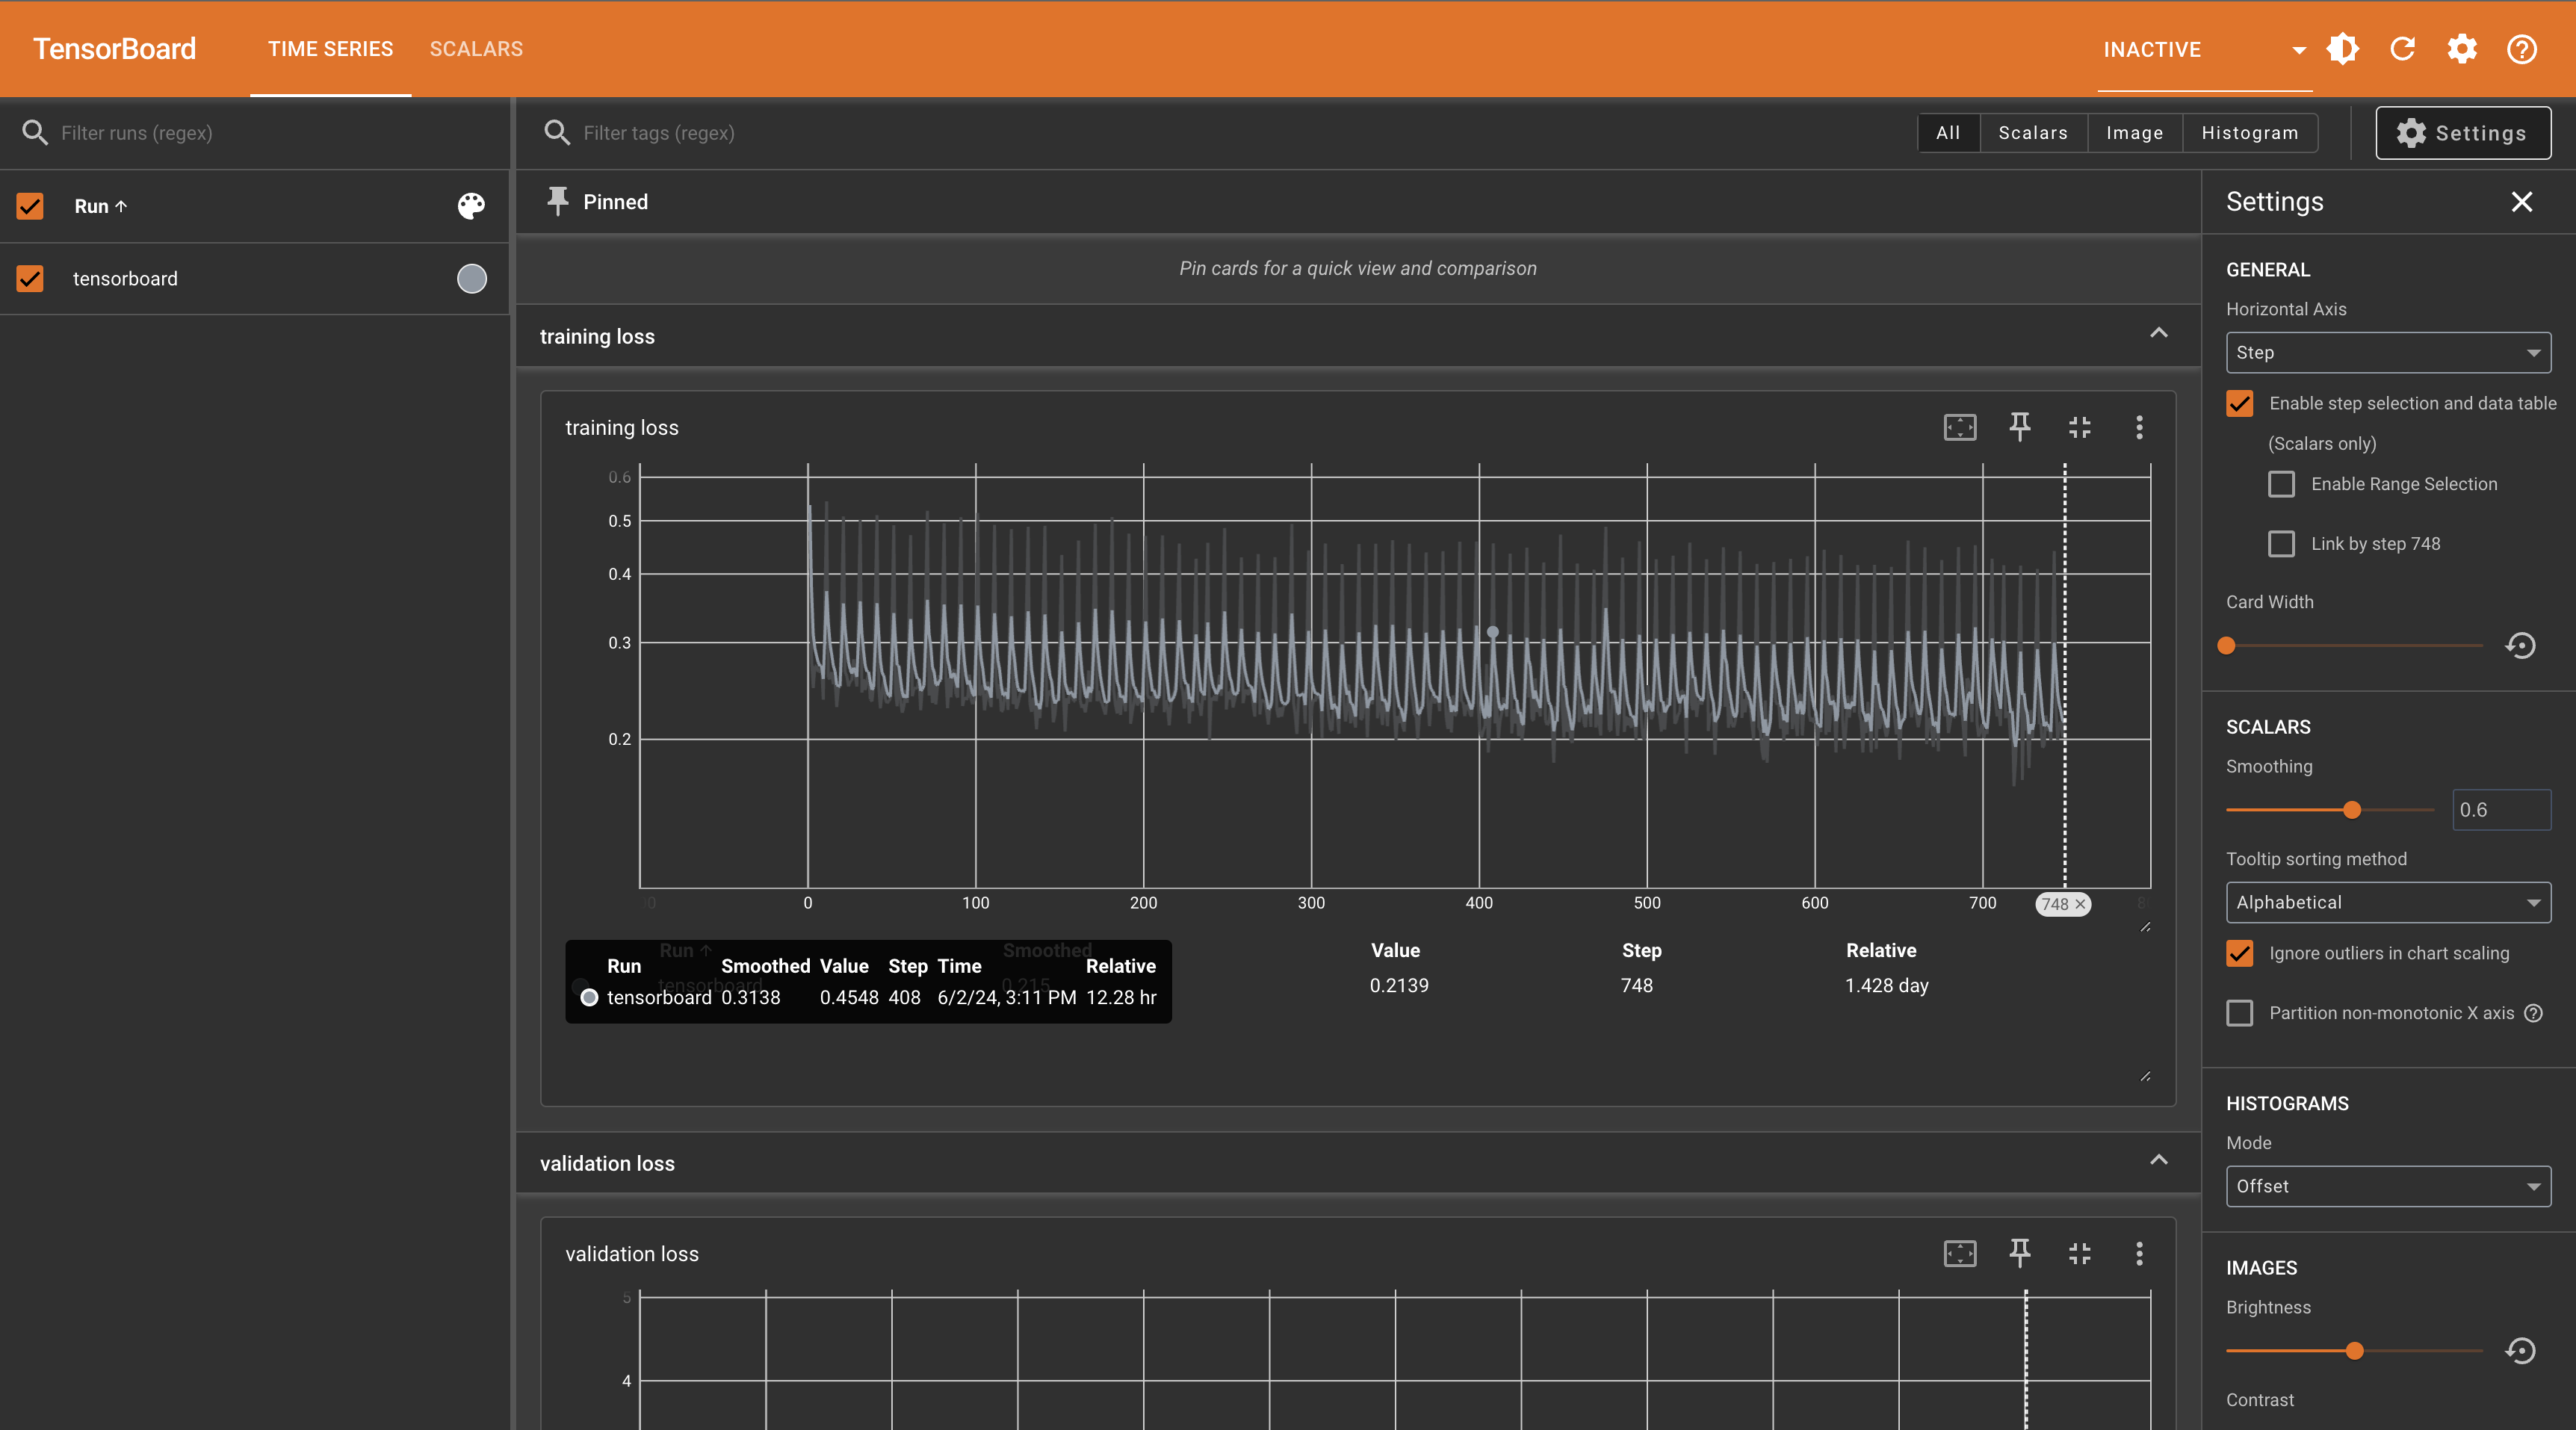 TensorBoard
TIME SERIES
SCALARS
INACTIVE
Filter runs (regex)
Filter tags (regex)
All
Scalars
Image
Histogram
Settings
Run ↑
tensorboard
Pinned
Pin cards for a quick view and comparison
training loss
training loss
0.6
0.5
0.4
0.3
0.2
0
100
200
300
400
500
600
700
748 ×
Run ↑ Smoothed Value Step Relative
tensorboard 0.215 0.2139 748 1.428 day
Run Smoothed Value Step Time Relative
tensorboard 0.3138 0.4548 408 6/2/24, 3:11 PM 12.28 hr
validation loss
validation loss
5
4
Settings
GENERAL
Horizontal Axis
Step
Enable step selection and data table
(Scalars only)
Enable Range Selection
Link by step 748
Card Width
SCALARS
Smoothing
0.6
Tooltip sorting method
Alphabetical
Ignore outliers in chart scaling
Partition non-monotonic X axis
HISTOGRAMS
Mode
Offset
IMAGES
Brightness
Contrast